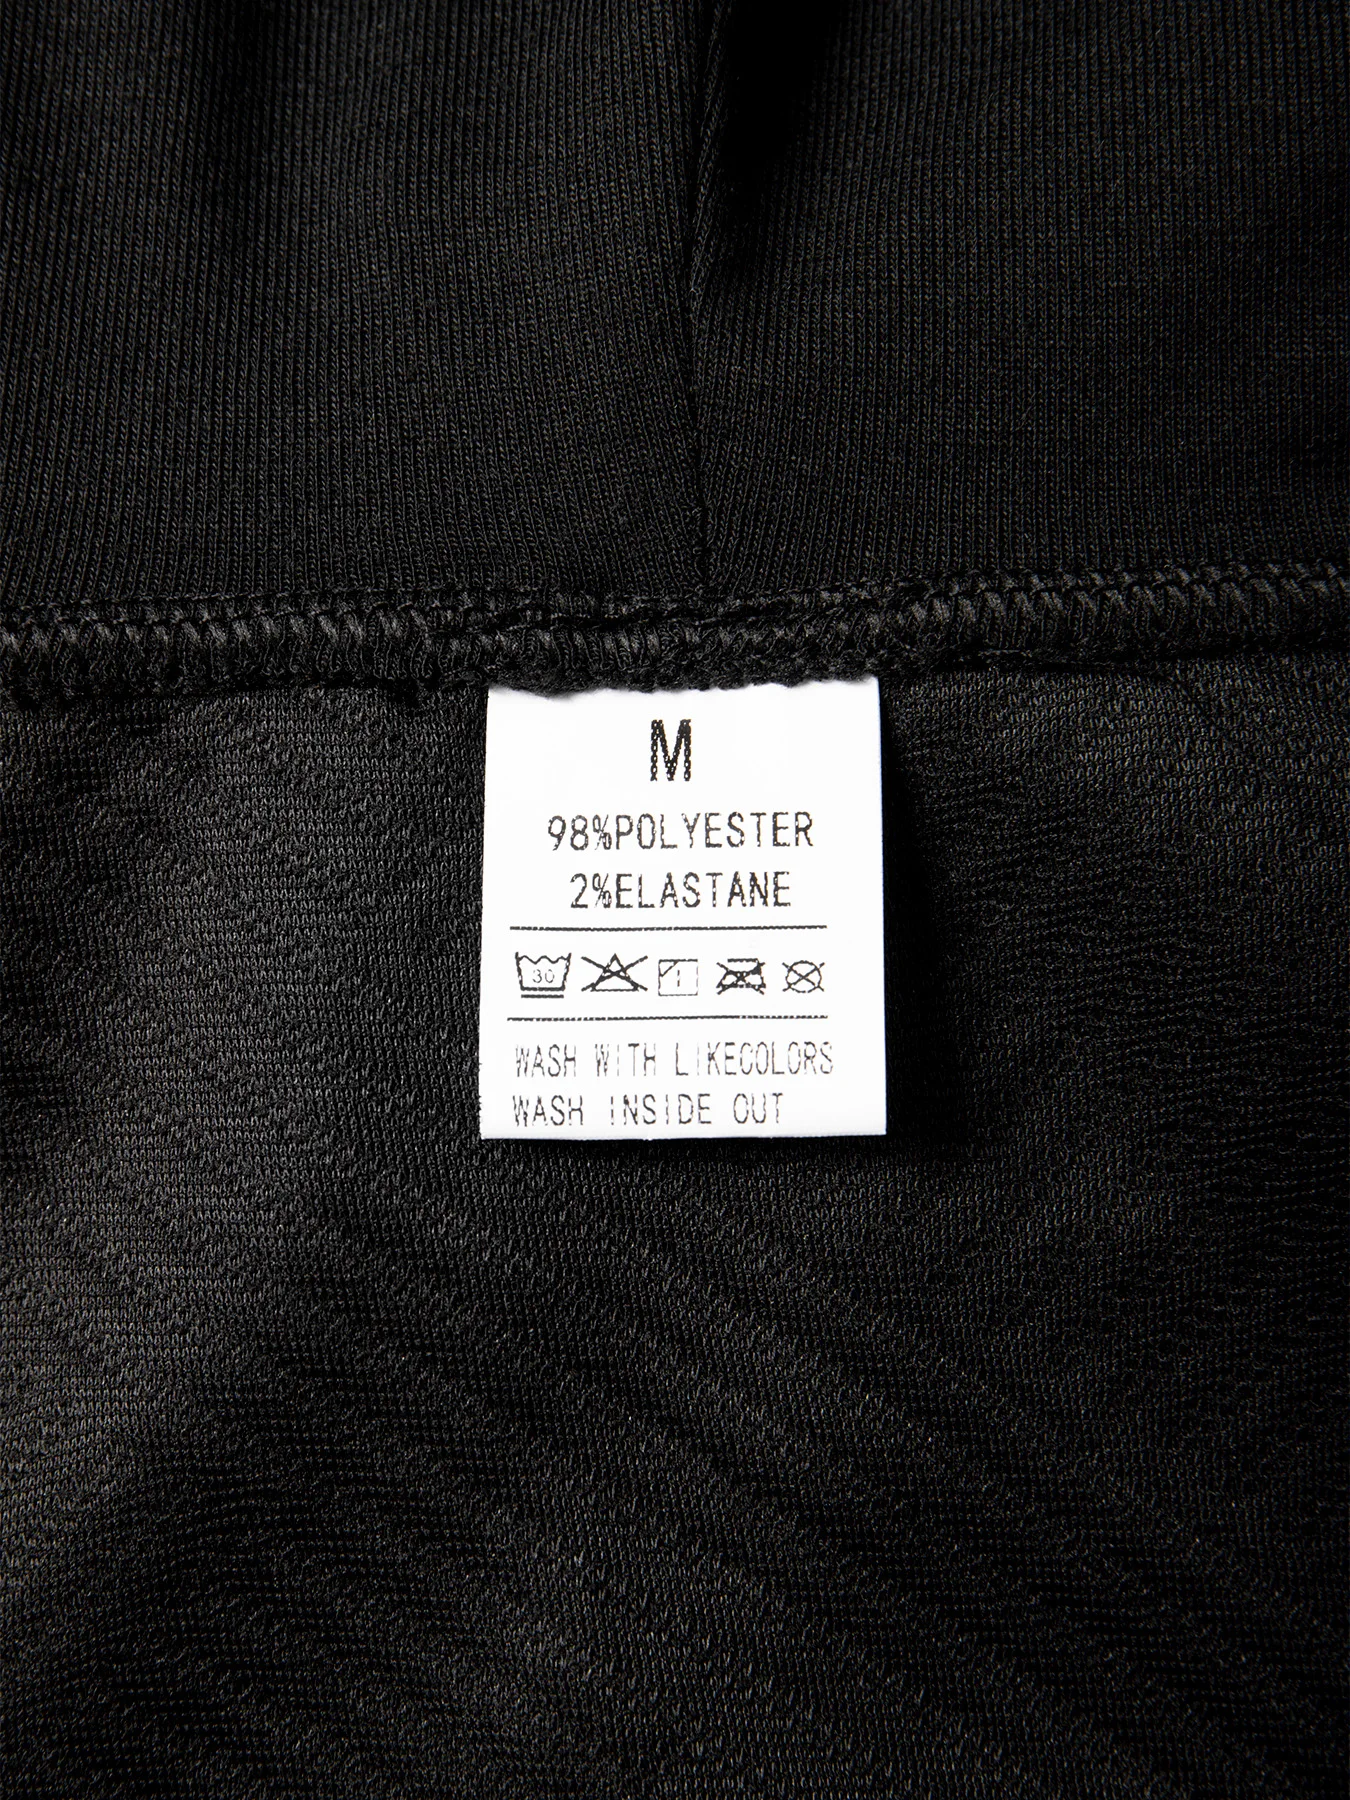 M
98%POLYESTER
2%ELASTANE
30
WASH WITH LIKECOLORS
WASH INSIDE OUT